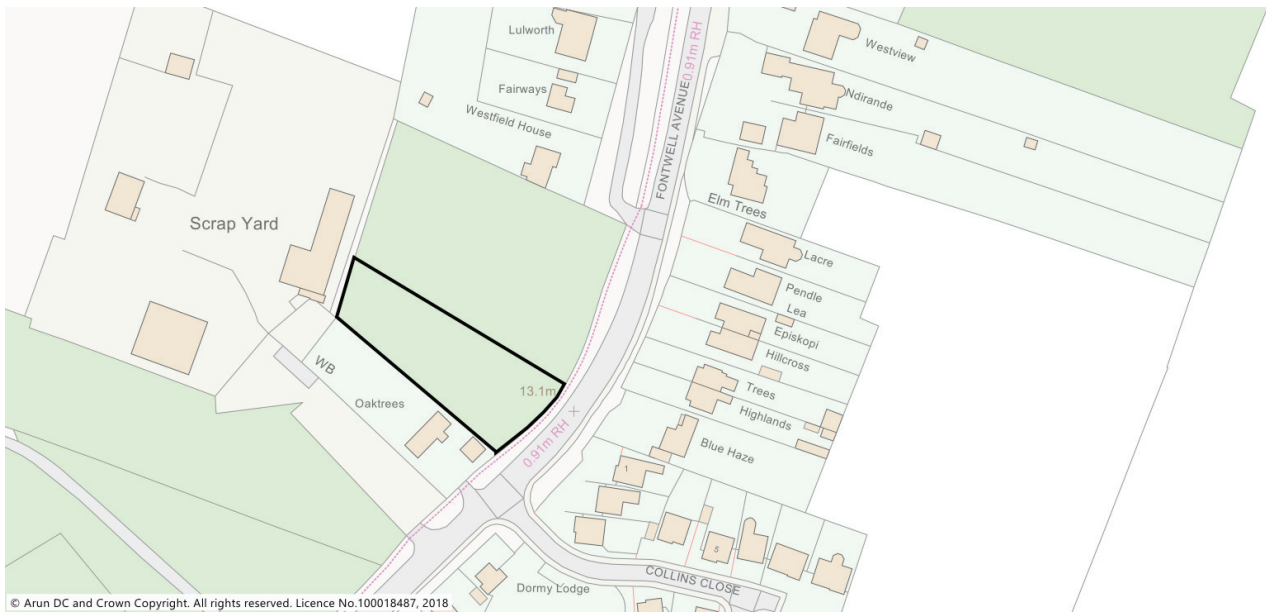 Lulworth
Fairways
Westfield House
0.91m RH
FONTWELL AVENUE
Westview
Ndirande
Fairfields
Elm Trees
Scrap Yard
Lacre
Pendle
Lea
Episkopi
Hillcross
Trees
Highlands
Blue Haze
WB
Oaktrees
13.1m
0.91m RH
1
5
COLLINS CLOSE
Dormy Lodge
© Arun DC and Crown Copyright. All rights reserved. Licence No.100018487, 2018